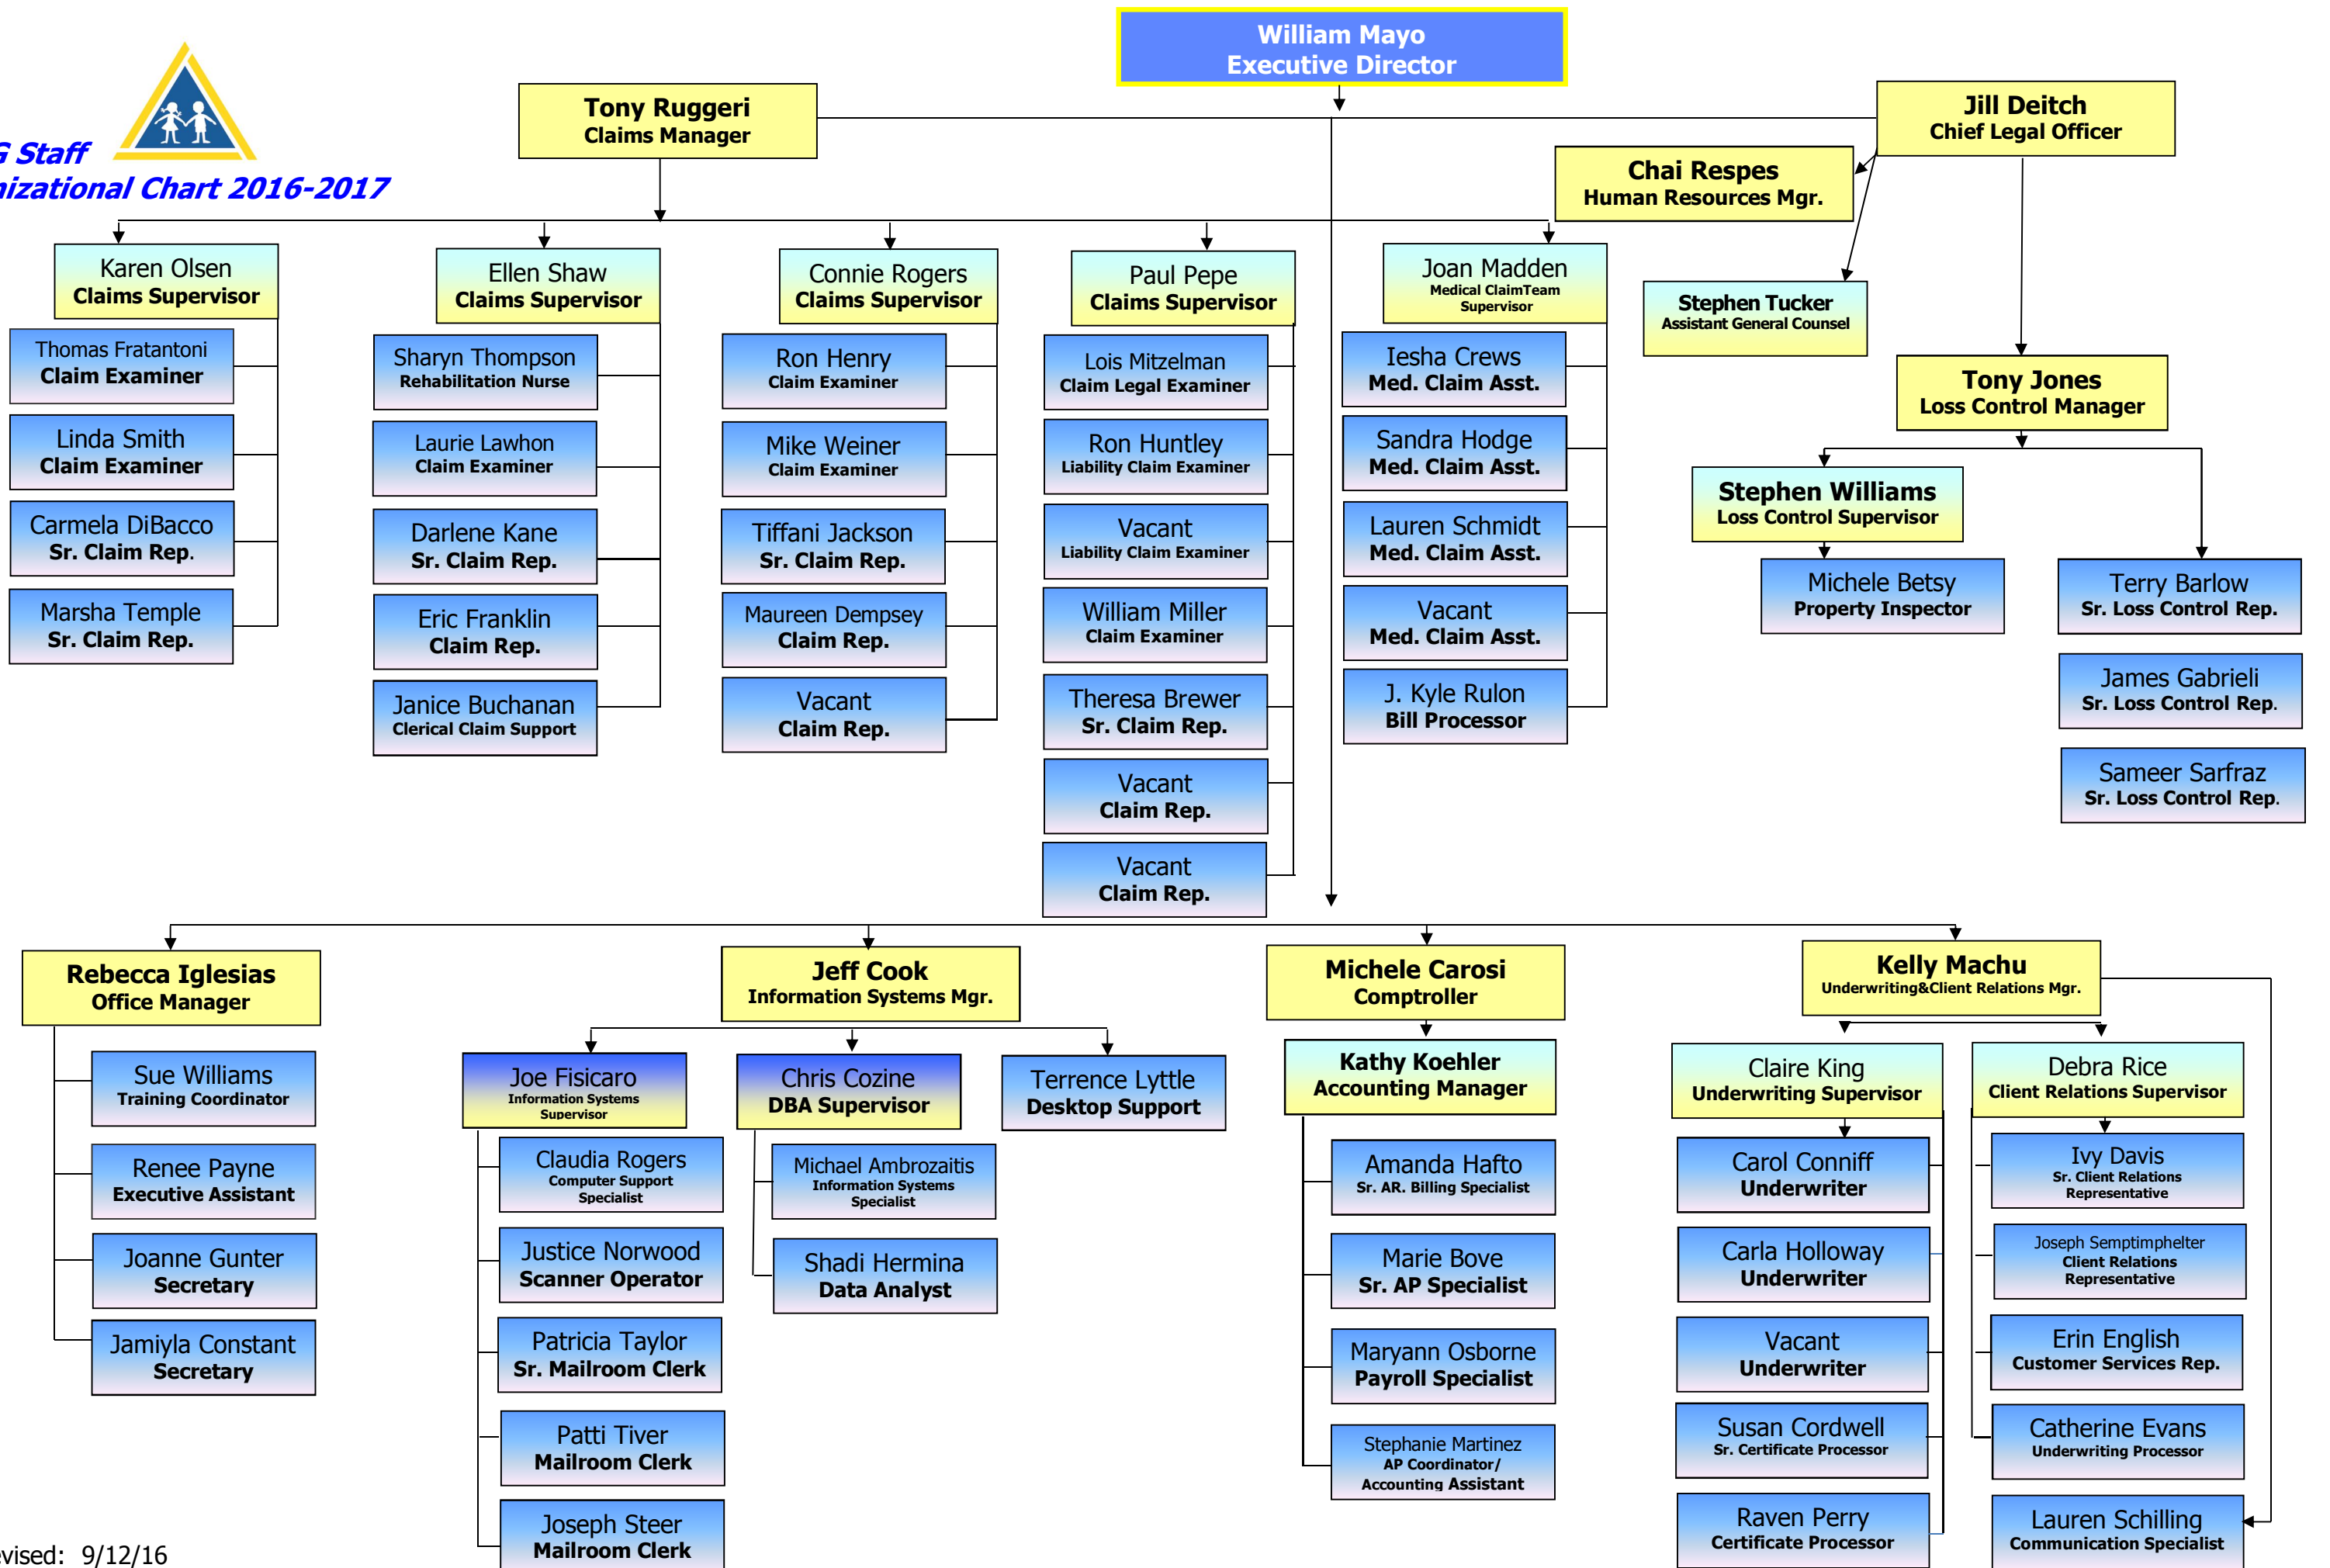 William Mayo
Executive Director
Tony Ruggeri
Claims Manager
Jill Deitch
Chief Legal Officer
G Staff
nizational Chart 2016-2017
Chai Respes
Human Resources Mgr.
Karen Olsen
Claims Supervisor
Thomas Fratantoni
Claim Examiner
Linda Smith
Claim Examiner
Carmela DiBacco
Sr. Claim Rep.
Marsha Temple
Sr. Claim Rep.
Ellen Shaw
Claims Supervisor
Sharyn Thompson
Rehabilitation Nurse
Laurie Lawhon
Claim Examiner
Darlene Kane
Sr. Claim Rep.
Eric Franklin
Claim Rep.
Janice Buchanan
Clerical Claim Support
Connie Rogers
Claims Supervisor
Ron Henry
Claim Examiner
Mike Weiner
Claim Examiner
Tiffani Jackson
Sr. Claim Rep.
Maureen Dempsey
Claim Rep.
Vacant
Claim Rep.
Paul Pepe
Claims Supervisor
Lois Mitzelman
Claim Legal Examiner
Ron Huntley
Liability Claim Examiner
Vacant
Liability Claim Examiner
William Miller
Claim Examiner
Theresa Brewer
Sr. Claim Rep.
Vacant
Claim Rep.
Vacant
Claim Rep.
Joan Madden
Medical ClaimTeam
Supervisor
Iesha Crews
Med. Claim Asst.
Sandra Hodge
Med. Claim Asst.
Lauren Schmidt
Med. Claim Asst.
Vacant
Med. Claim Asst.
J. Kyle Rulon
Bill Processor
Stephen Tucker
Assistant General Counsel
Tony Jones
Loss Control Manager
Stephen Williams
Loss Control Supervisor
Michele Betsy
Property Inspector
Terry Barlow
Sr. Loss Control Rep.
James Gabrieli
Sr. Loss Control Rep.
Sameer Sarfraz
Sr. Loss Control Rep.
Rebecca Iglesias
Office Manager
Sue Williams
Training Coordinator
Renee Payne
Executive Assistant
Joanne Gunter
Secretary
Jamiyla Constant
Secretary
Jeff Cook
Information Systems Mgr.
Joe Fisicaro
Information Systems
Supervisor
Claudia Rogers
Computer Support
Specialist
Justice Norwood
Scanner Operator
Patricia Taylor
Sr. Mailroom Clerk
Patti Tiver
Mailroom Clerk
Joseph Steer
Mailroom Clerk
Chris Cozine
DBA Supervisor
Michael Ambrozaitis
Information Systems
Specialist
Shadi Hermina
Data Analyst
Terrence Lyttle
Desktop Support
Michele Carosi
Comptroller
Kathy Koehler
Accounting Manager
Amanda Hafto
Sr. AR. Billing Specialist
Marie Bove
Sr. AP Specialist
Maryann Osborne
Payroll Specialist
Stephanie Martinez
AP Coordinator/
Accounting Assistant
Kelly Machu
Underwriting&Client Relations Mgr.
Claire King
Underwriting Supervisor
Carol Conniff
Underwriter
Carla Holloway
Underwriter
Vacant
Underwriter
Susan Cordwell
Sr. Certificate Processor
Raven Perry
Certificate Processor
Debra Rice
Client Relations Supervisor
Ivy Davis
Sr. Client Relations
Representative
Joseph Semptimphelter
Client Relations
Representative
Erin English
Customer Services Rep.
Catherine Evans
Underwriting Processor
Lauren Schilling
Communication Specialist
evised: 9/12/16